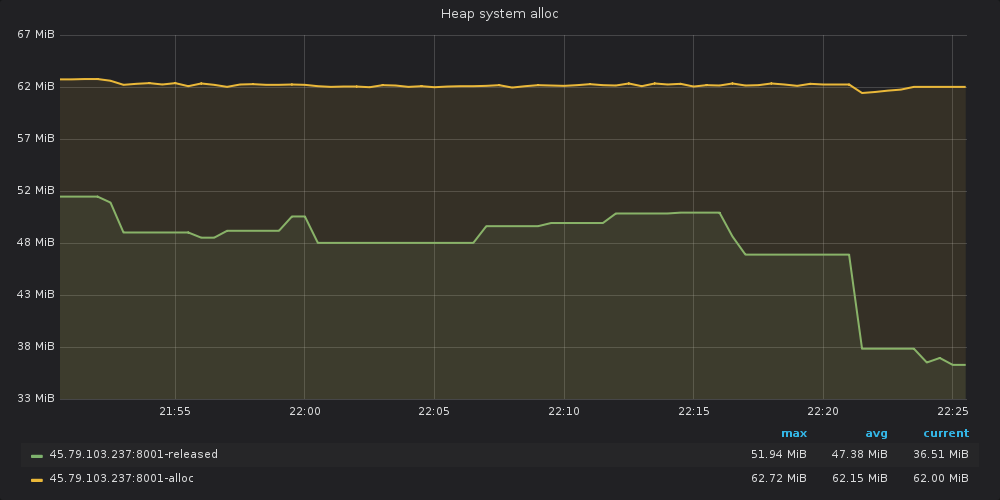 Heap system alloc
67 MiB
62 MiB
57 MiB
52 MiB
48 MiB
43 MiB
38 MiB
33 MiB
21:55 22:00 22:05 22:10 22:15 22:20 22:25
max avg current
45.79.103.237:8001-released 51.94 MiB 47.38 MiB 36.51 MiB
45.79.103.237:8001-alloc 62.72 MiB 62.15 MiB 62.00 MiB